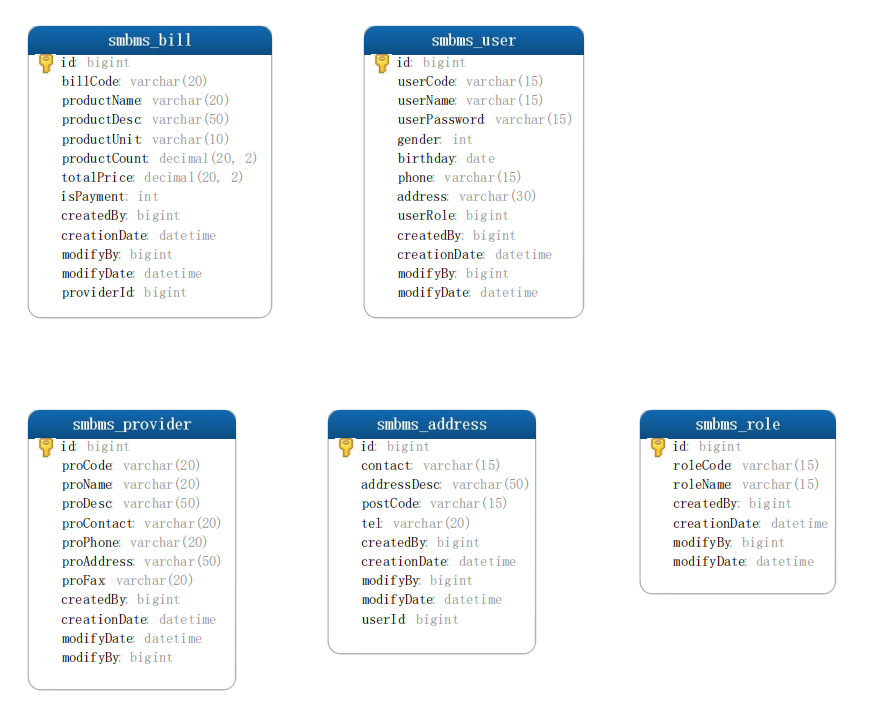 smbms_bill
id: bigint
billCode: varchar(20)
productName: varchar(20)
productDesc: varchar(50)
productUnit: varchar(10)
productCount: decimal(20, 2)
totalPrice: decimal(20, 2)
isPayment: int
createdBy: bigint
creationDate: datetime
modifyBy: bigint
modifyDate: datetime
providerId: bigint
smbms_user
id: bigint
userCode: varchar(15)
userName: varchar(15)
userPassword: varchar(15)
gender: int
birthday: date
phone: varchar(15)
address: varchar(30)
userRole: bigint
createdBy: bigint
creationDate: datetime
modifyBy: bigint
modifyDate: datetime
smbms_provider
id: bigint
proCode: varchar(20)
proName: varchar(20)
proDesc: varchar(50)
proContact: varchar(20)
proPhone: varchar(20)
proAddress: varchar(50)
proFax: varchar(20)
createdBy: bigint
creationDate: datetime
modifyDate: datetime
modifyBy: bigint
smbms_address
id: bigint
contact: varchar(15)
addressDesc: varchar(50)
postCode: varchar(15)
tel: varchar(20)
createdBy: bigint
creationDate: datetime
modifyBy: bigint
modifyDate: datetime
userId: bigint
smbms_role
id: bigint
roleCode: varchar(15)
roleName: varchar(15)
createdBy: bigint
creationDate: datetime
modifyBy: bigint
modifyDate: datetime